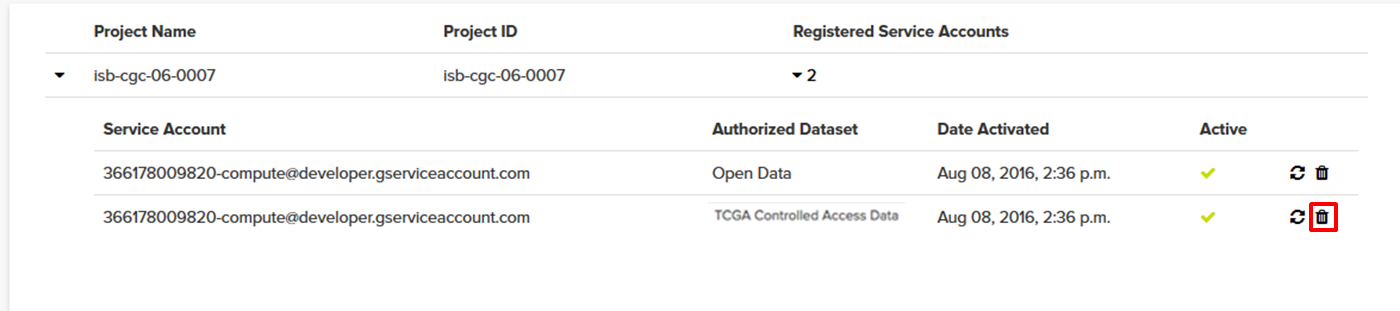 Project Name Project ID Registered Service Accounts
isb-cgc-06-0007 isb-cgc-06-0007 2
Service Account Authorized Dataset Date Activated Active
366178009820-compute@developer.gserviceaccount.com Open Data Aug 08, 2016, 2:36 p.m.
366178009820-compute@developer.gserviceaccount.com TCGA Controlled Access Data Aug 08, 2016, 2:36 p.m.